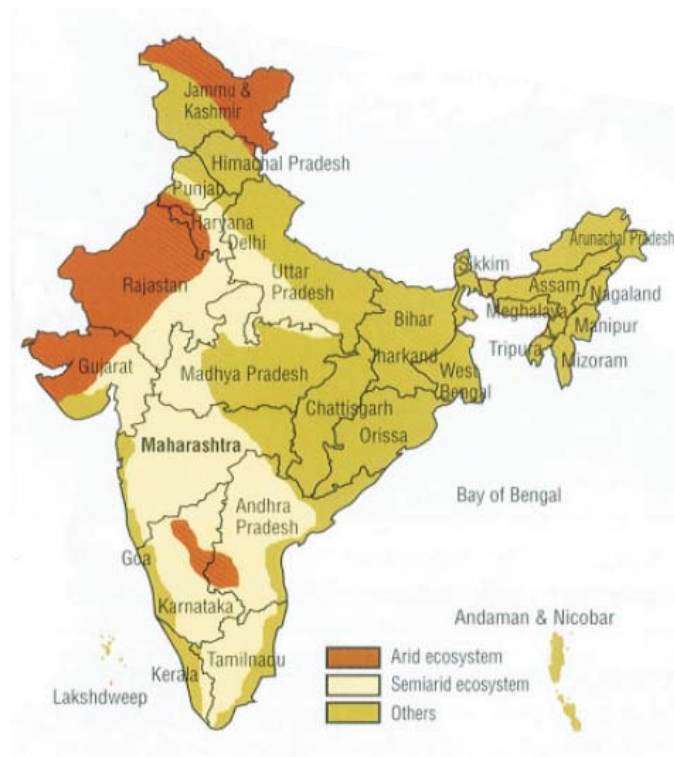 Jammu &
Kashmir
Himachal Pradesh
Punjab
Haryana
Delhi
Rajastan
Uttar
Pradesh
Sikkim
Arunachal Pradesh
Assam
Nagaland
Meghalaya
Manipur
Tripura
Mizoram
Bihar
Jharkand
West
Bengal
Gujarat
Madhya Pradesh
Chattisgarh
Orissa
Maharashtra
Andhra
Pradesh
Bay of Bengal
Goa
Karnataka
Andaman & Nicobar
Kerala
Tamilnadu
Lakshdweep
Arid ecosystem
Semiarid ecosystem
Others